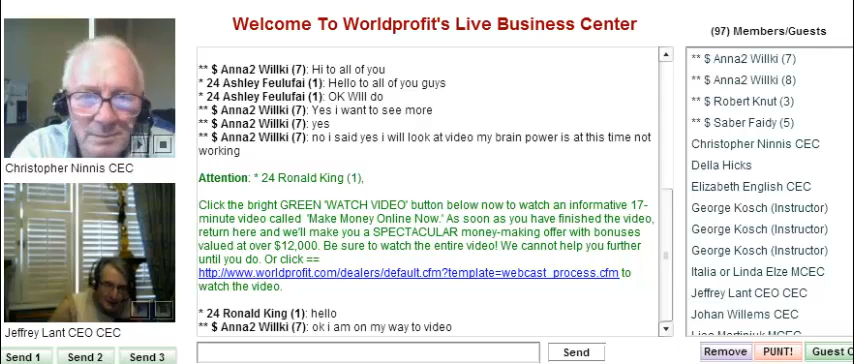 Welcome To Worldprofit's Live Business Center
(97) Members/Guests
** $ Anna2 Willki (7): Hi to all of you
* 24 Ashley Feulufai (1): Hello to all of you guys
* 24 Ashley Feulufai (1): OK Will do
** $ Anna2 Willki (7): Yes i want to see more
** $ Anna2 Willki (7): yes
** $ Anna2 Willki (7): no i said yes i will look at video my brain power is at this time not
working
Attention: * 24 Ronald King (1),
Click the bright GREEN 'WATCH VIDEO' button below now to watch an informative 17-
minute video called 'Make Money Online Now.' As soon as you have finished the video,
return here and we'll make you a SPECTACULAR money-making offer with bonuses
valued at over $12,000. Be sure to watch the entire video! We cannot help you further
until you do. Or click ==
http://www.worldprofit.com/dealers/default.cfm?template=webcast_process.cfm to
watch the video.
* 24 Ronald King (1): hello
** $ Anna2 Willki (7): ok i am on my way to video
Christopher Ninnis CEC
Jeffrey Lant CEO CEC
Send 1
Send 2
Send 3
Send
** $ Anna2 Willki (7)
** $ Anna2 Willki (8)
** $ Robert Knut (3)
** $ Saber Faidy (5)
Christopher Ninnis CEC
Della Hicks
Elizabeth English CEC
George Kosch (Instructor)
George Kosch (Instructor)
George Kosch (Instructor)
Italia or Linda Elze MCEC
Jeffrey Lant CEO CEC
Johan Willems CEC
Remove
PUNT!
Guest